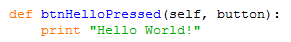 def btnHelloPressed(self, button):
    print "Hello World!"